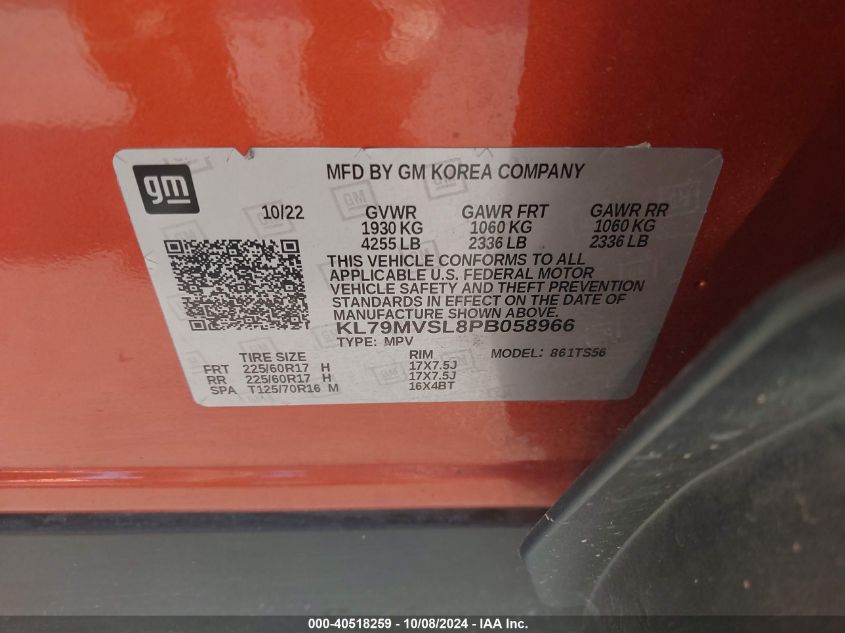 gm
MFD BY GM KOREA COMPANY
10/22
GVWR GAWR FRT GAWR RR
1930 KG 1060 KG 1060 KG
4255 LB 2336 LB 2336 LB
THIS VEHICLE CONFORMS TO ALL
APPLICABLE U.S. FEDERAL MOTOR
VEHICLE SAFETY AND THEFT PREVENTION
STANDARDS IN EFFECT ON THE DATE OF
MANUFACTURE SHOWN ABOVE.
KL79MVSL8PB058966
TYPE: MPV MODEL: 861TS56
TIRE SIZE RIM
FRT 225/60R17 H 17X7.5J
RR 225/60R17 H 17X7.5J
SPA T125/70R16 M 16X4BT
000-40518259 - 10/08/2024 - IAA Inc.